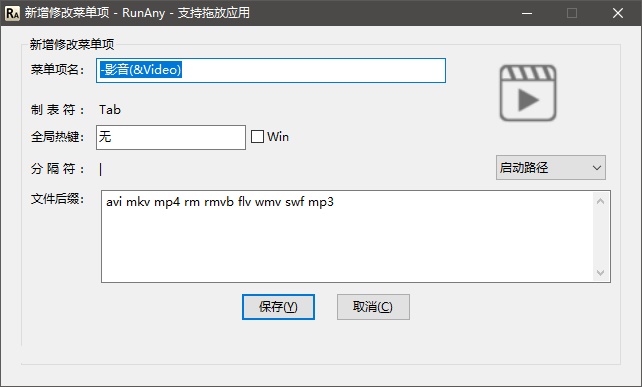 RA 新增修改菜单项 - RunAny - 支持拖放应用
新增修改菜单项
菜单项名: -影音(&Video)
制 表 符 : Tab
全局热键: 无 Win
分 隔 符 : | 启动路径
文件后缀: avi mkv mp4 rm rmvb flv wmv swf mp3
保存(Y) 取消(C)